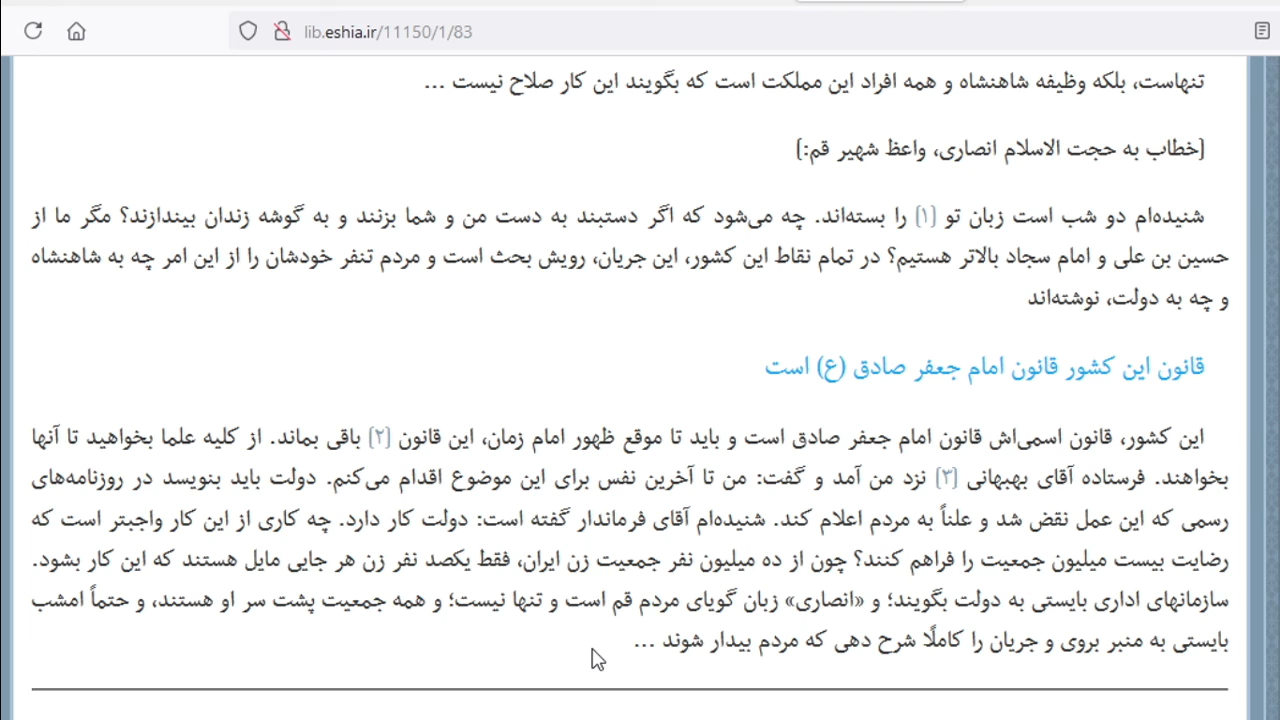 lib.eshia.ir/11150/1/83
تنهاست، بلکه وظیفه شاهنشاه و همه افراد این مملکت است که بگویند این کار صلاح نیست ...
[خطاب به حجت الاسلام انصاری، واعظ شهیر قم:]
شنیده‌ام دو شب است زبان تو [۱] را بسته‌اند. چه می‌شود که اگر دستبند به دست من و شما بزنند و به گوشه زندان بیندازند؟ مگر ما از
حسین بن علی و امام سجاد بالاتر هستیم؟ در تمام نقاط این کشور، این جریان، رویش بحث است و مردم تنفر خودشان را از این امر چه به شاهنشاه
و چه به دولت، نوشته‌اند
قانون این کشور قانون امام جعفر صادق (ع) است
این کشور، قانون اسمی‌اش قانون امام جعفر صادق است و باید تا موقع ظهور امام زمان، این قانون [۲] باقی بماند. از کلیه علما بخواهید تا آنها
بخواهند. فرستاده آقای بهبهانی [۳] نزد من آمد و گفت: من تا آخرین نفس برای این موضوع اقدام می‌کنم. دولت باید بنویسد در روزنامه‌های
رسمی که این عمل نقض شد و علناً به مردم اعلام کند. شنیده‌ام آقای فرماندار گفته است: دولت کار دارد. چه کاری از این کار واجبتر است که
رضایت بیست میلیون جمعیت را فراهم کنند؟ چون از ده میلیون نفر جمعیت زن ایران، فقط یکصد نفر زن هر جایی مایل هستند که این کار بشود.
سازمانهای اداری بایستی به دولت بگویند؛ و «انصاری» زبان گویای مردم قم است و تنها نیست؛ و همه جمعیت پشت سر او هستند، و حتماً امشب
بایستی به منبر بروی و جریان را کاملًا شرح دهی که مردم بیدار شوند ...